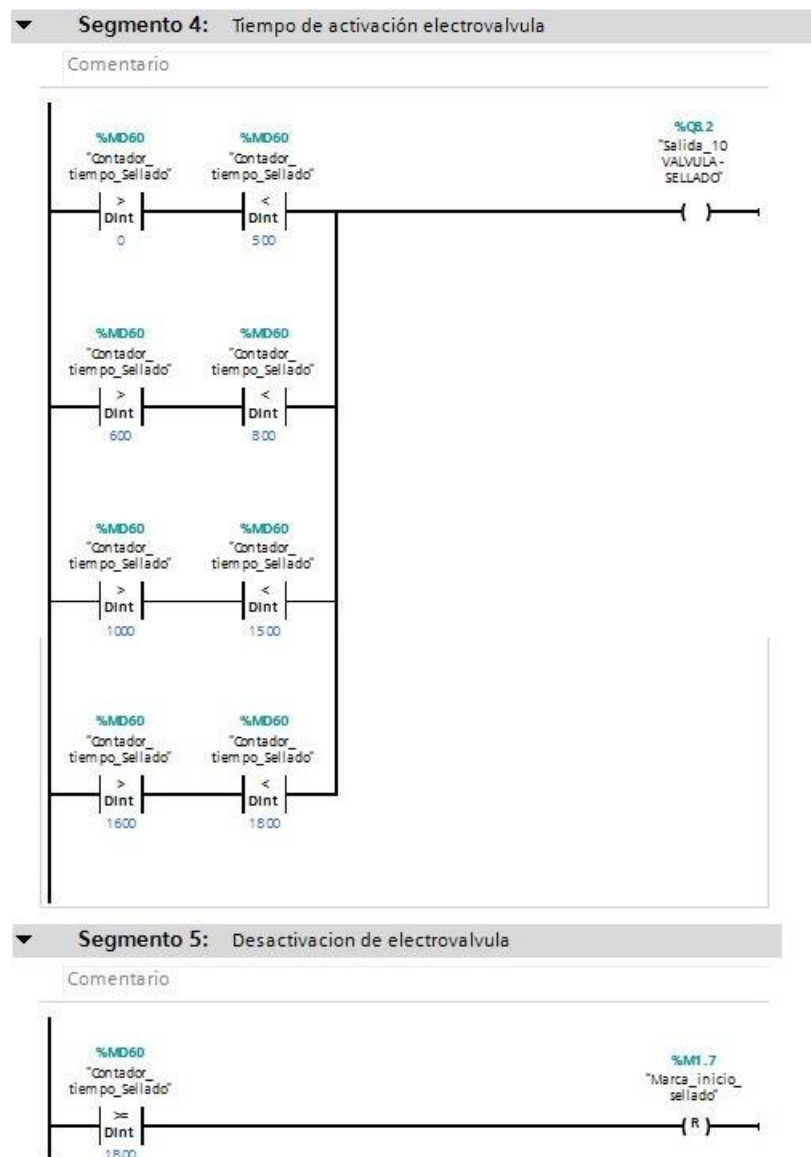 Segmento 4: Tiempo de activación electrovalvula
Comentario
%MD60
"Contador_
tiempo_Sellado"
>
DInt
0
%MD60
"Contador_
tiempo_Sellado"
<
DInt
500
%Q8.2
"Salida_10
VALVULA-
SELLADO"
%MD60
"Contador_
tiempo_Sellado"
>
DInt
600
%MD60
"Contador_
tiempo_Sellado"
<
DInt
800
%MD60
"Contador_
tiempo_Sellado"
>
DInt
1000
%MD60
"Contador_
tiempo_Sellado"
<
DInt
1500
%MD60
"Contador_
tiempo_Sellado"
>
DInt
1600
%MD60
"Contador_
tiempo_Sellado"
<
DInt
1800
Segmento 5: Desactivacion de electrovalvula
Comentario
%MD60
"Contador_
tiempo_Sellado"
>=
DInt
1800
%M1.7
"Marca_inicio_
sellado"
R